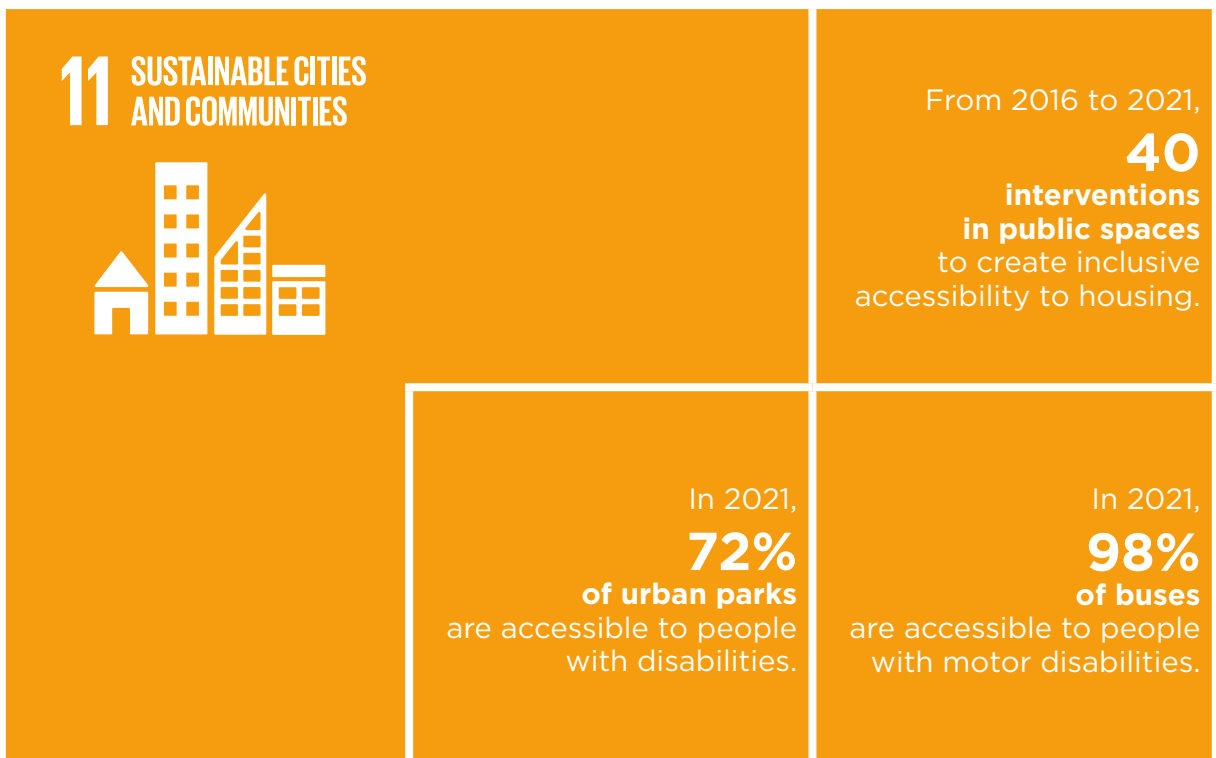 11 SUSTAINABLE CITIES
AND COMMUNITIES
From 2016 to 2021,
40
interventions
in public spaces
to create inclusive
accessibility to housing.
In 2021,
72%
of urban parks
are accessible to people
with disabilities.
In 2021,
98%
of buses
are accessible to people
with motor disabilities.